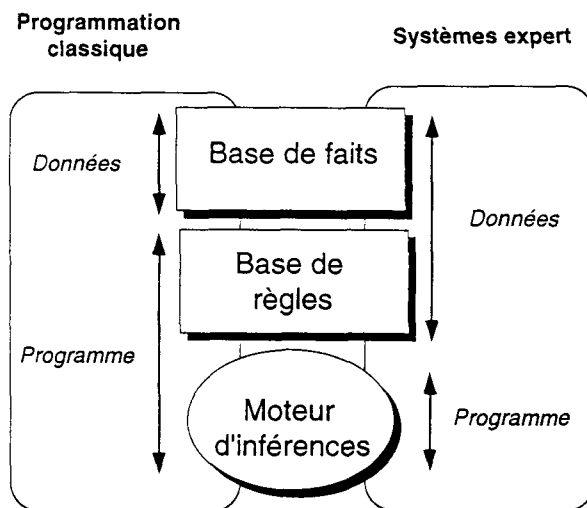 Programmation
classique
Systèmes expert
Données
Base de faits
Données
Base de
règles
Programme
Moteur
d'inférences
Programme